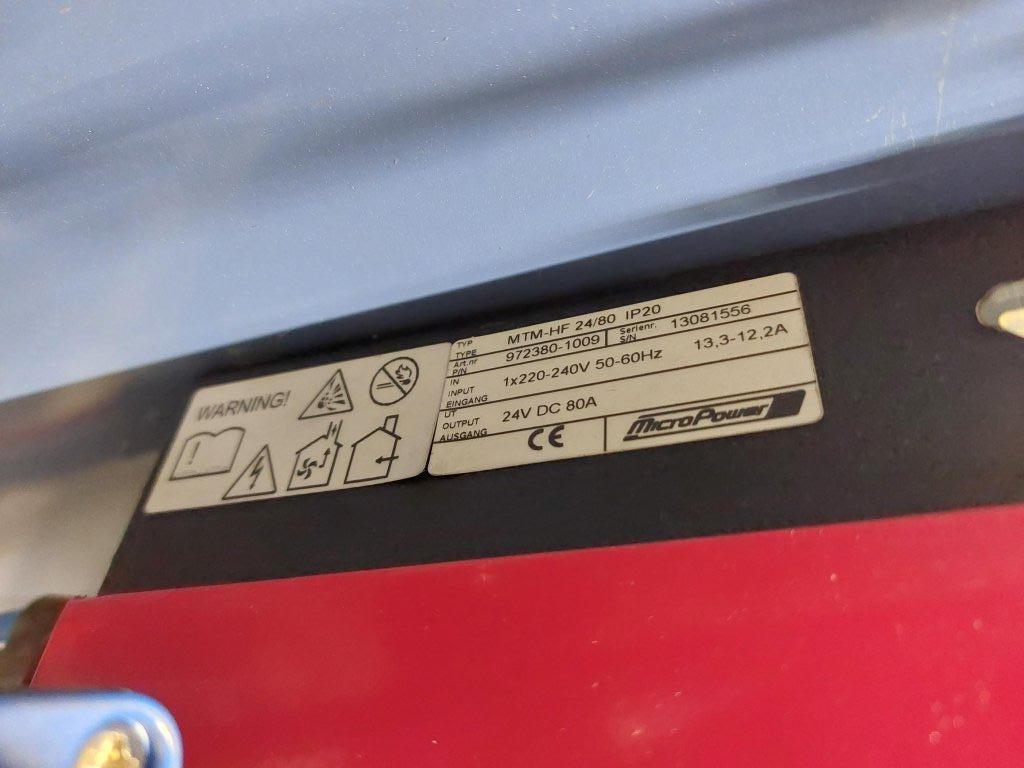 WARNING!
TYP
TYPE MTM-HF 24/80 IP20
Art.nr
P/N 972380-1009 Serienr.
S/N 13081556
IN
INPUT
EINGANG 1x220-240V 50-60Hz 13,3-12,2A
UT
OUTPUT
AUSGANG 24V DC 80A
CE
MICROPOWER